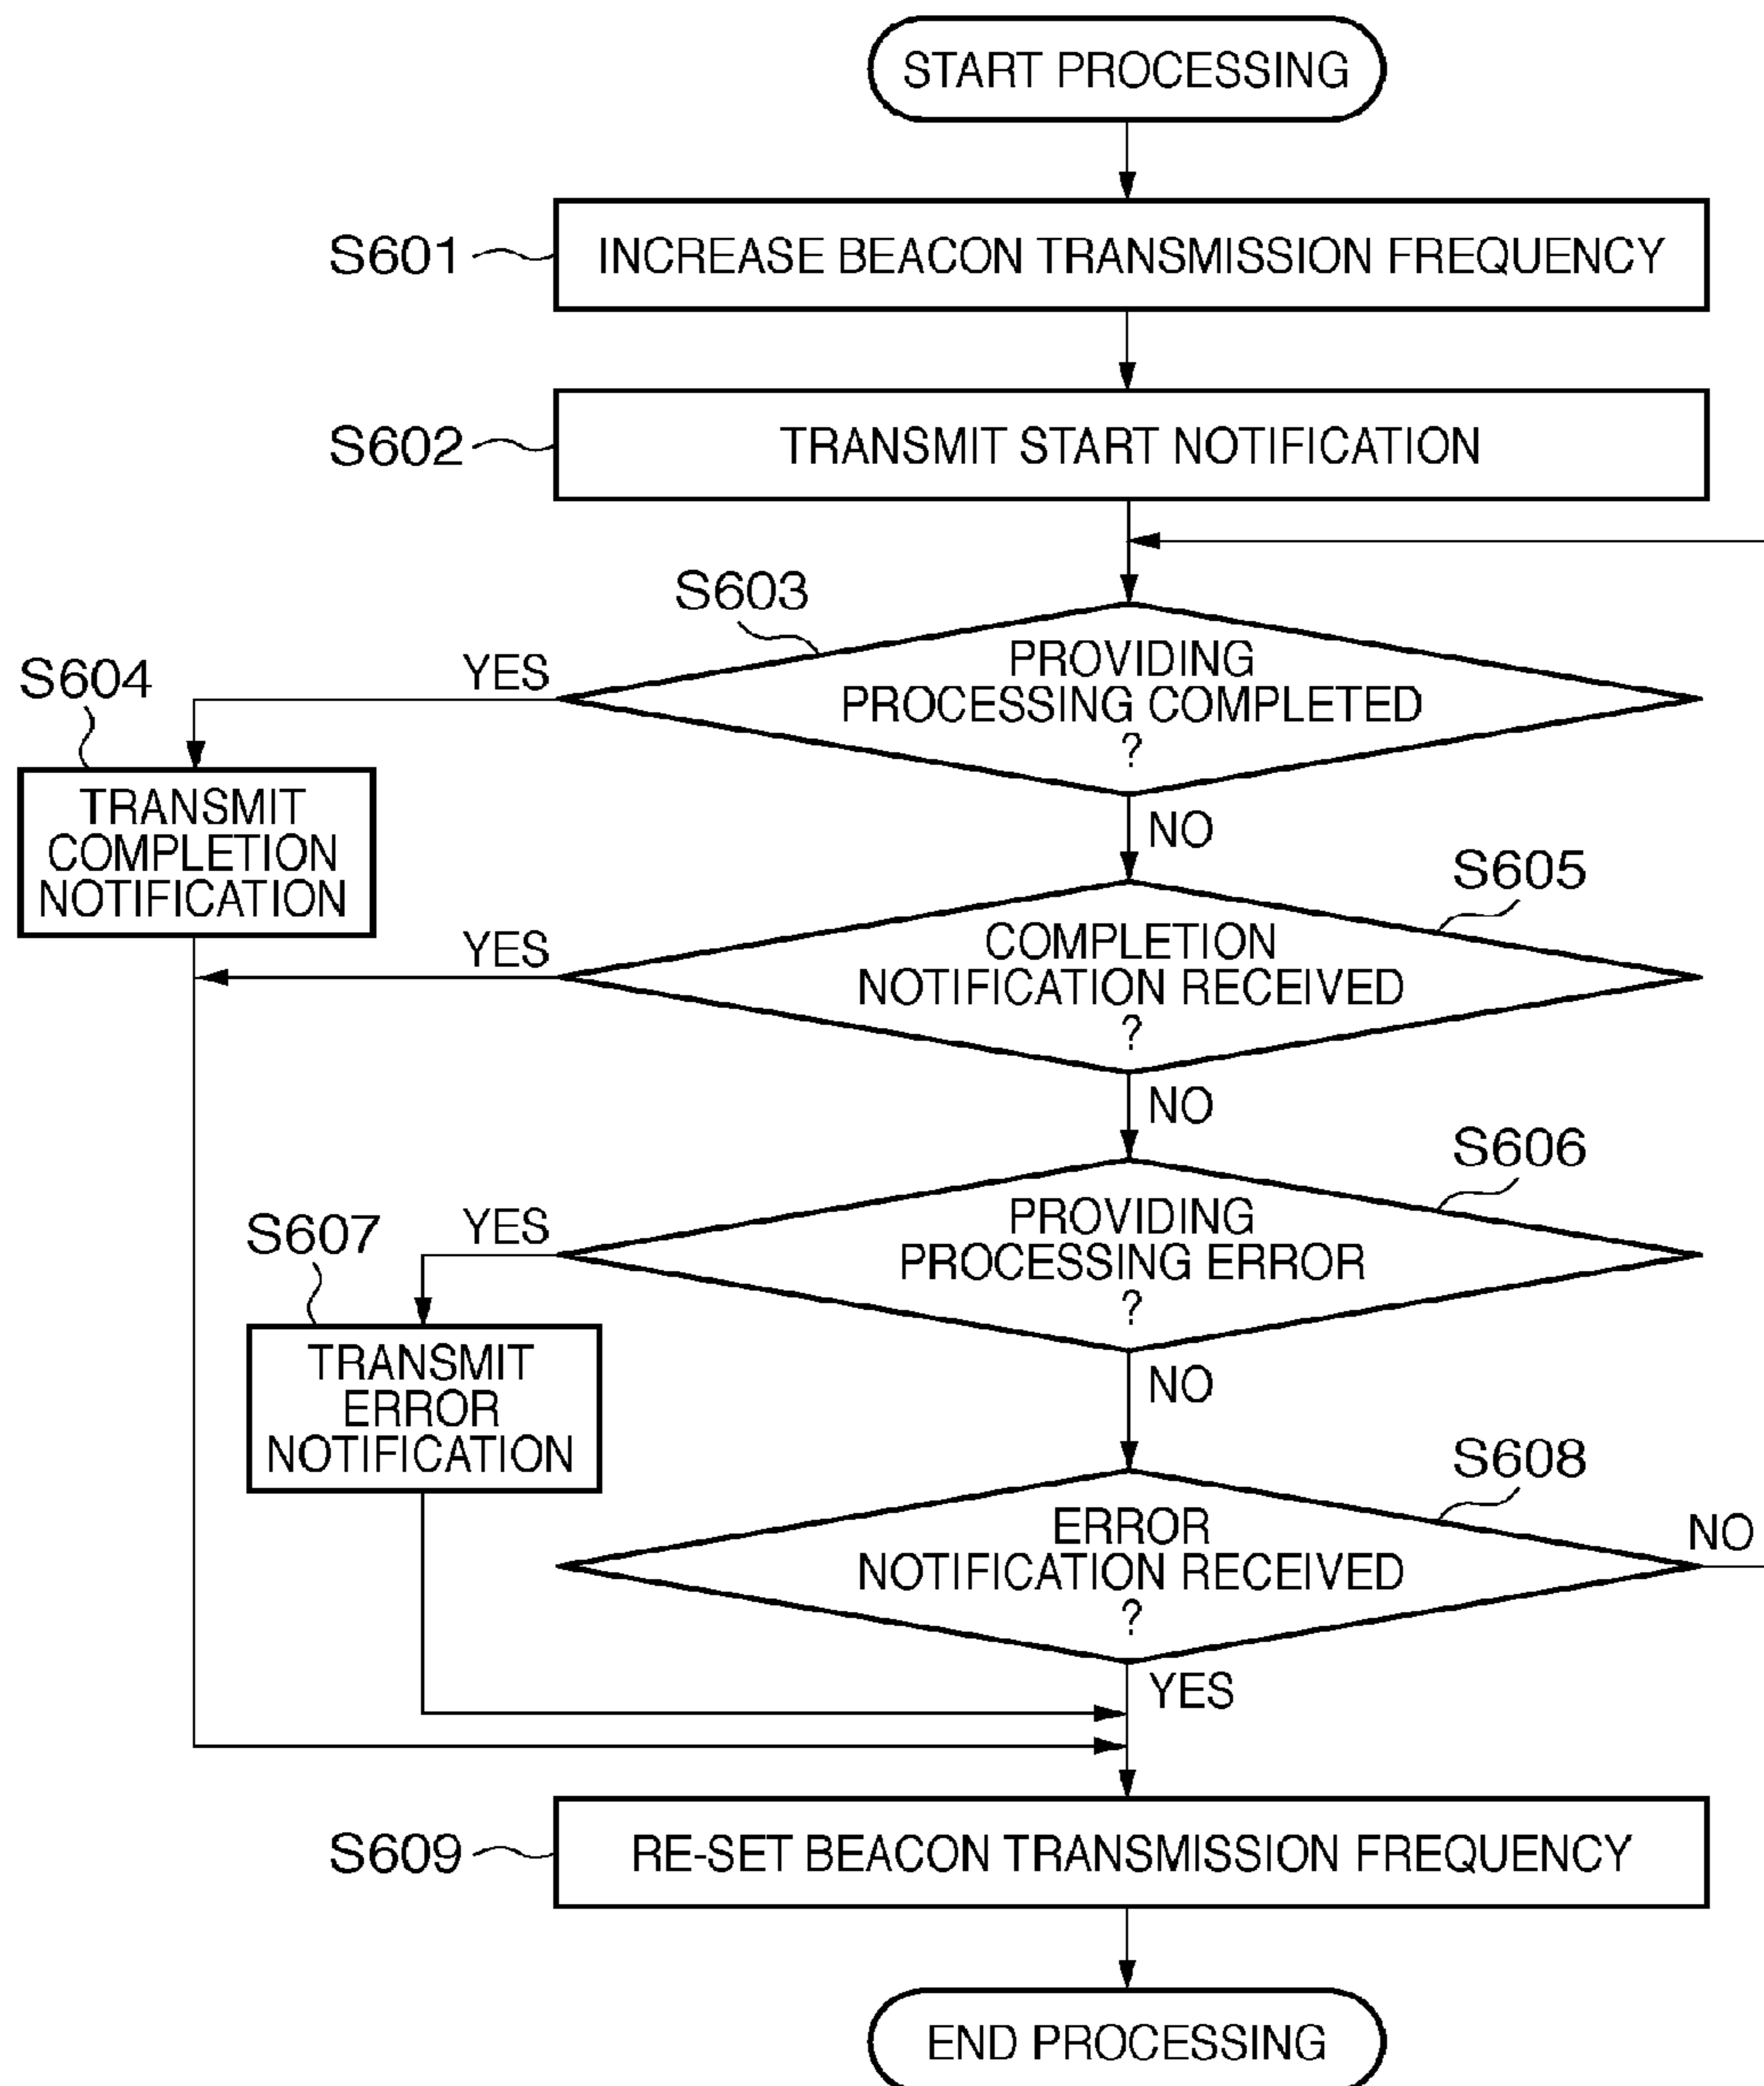 START PROCESSING
S601
INCREASE BEACON TRANSMISSION FREQUENCY
S602
TRANSMIT START NOTIFICATION
S603
PROVIDING
PROCESSING COMPLETED
?
YES
S604
TRANSMIT
COMPLETION
NOTIFICATION
NO
S605
COMPLETION
NOTIFICATION RECEIVED
?
YES
NO
S606
PROVIDING
PROCESSING ERROR
?
YES
S607
TRANSMIT
ERROR
NOTIFICATION
NO
S608
ERROR
NOTIFICATION RECEIVED
?
NO
YES
S609
RE-SET BEACON TRANSMISSION FREQUENCY
END PROCESSING